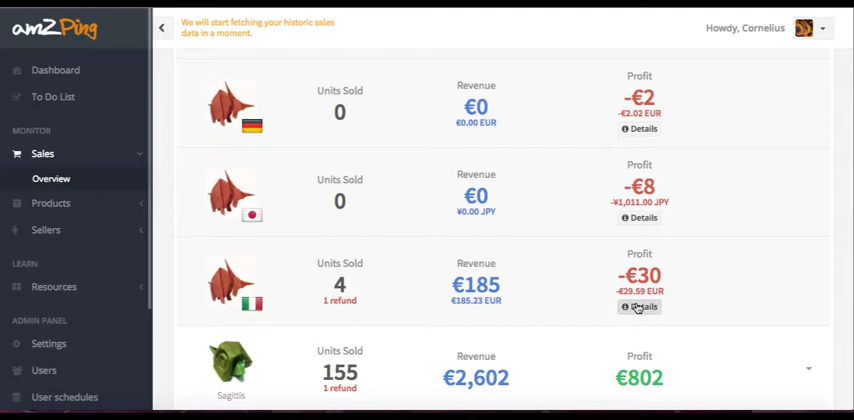 am2Ping
We will start fetching your historic sales
data in a moment.
Howdy, Cornelius
Dashboard
To Do List
MONITOR
Sales
Overview
Products
Sellers
LEARN
Resources
ADMIN PANEL
Settings
Users
User schedules
Units Sold
0
Revenue
€0
€0.00 EUR
Profit
-€2
-€2.02 EUR
Details
Units Sold
0
Revenue
€0
¥0.00 JPY
Profit
-€8
-¥1,011.00 JPY
Details
Units Sold
4
1 refund
Revenue
€185
€185.23 EUR
Profit
-€30
-€29.59 EUR
Details
Sagittis
Units Sold
155
1 refund
Revenue
€2,602
Profit
€802